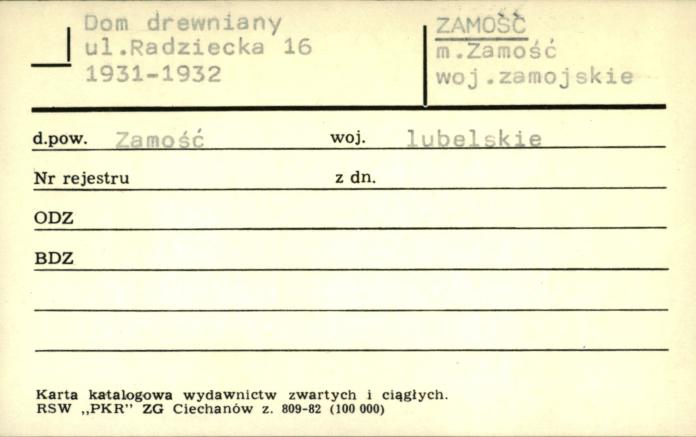 Dom drewniany
ul.Radziecka 16
1931-1932
ZAMOŚĆ
m.Zamość
woj.zamojskie
d.pow. Zamość woj. lubelskie
Nr rejestru z dn.
ODZ
BDZ
Karta katalogowa wydawnictw zwartych i ciągłych.
RSW „PKR" ZG Ciechanów z. 809-82 (100 000)